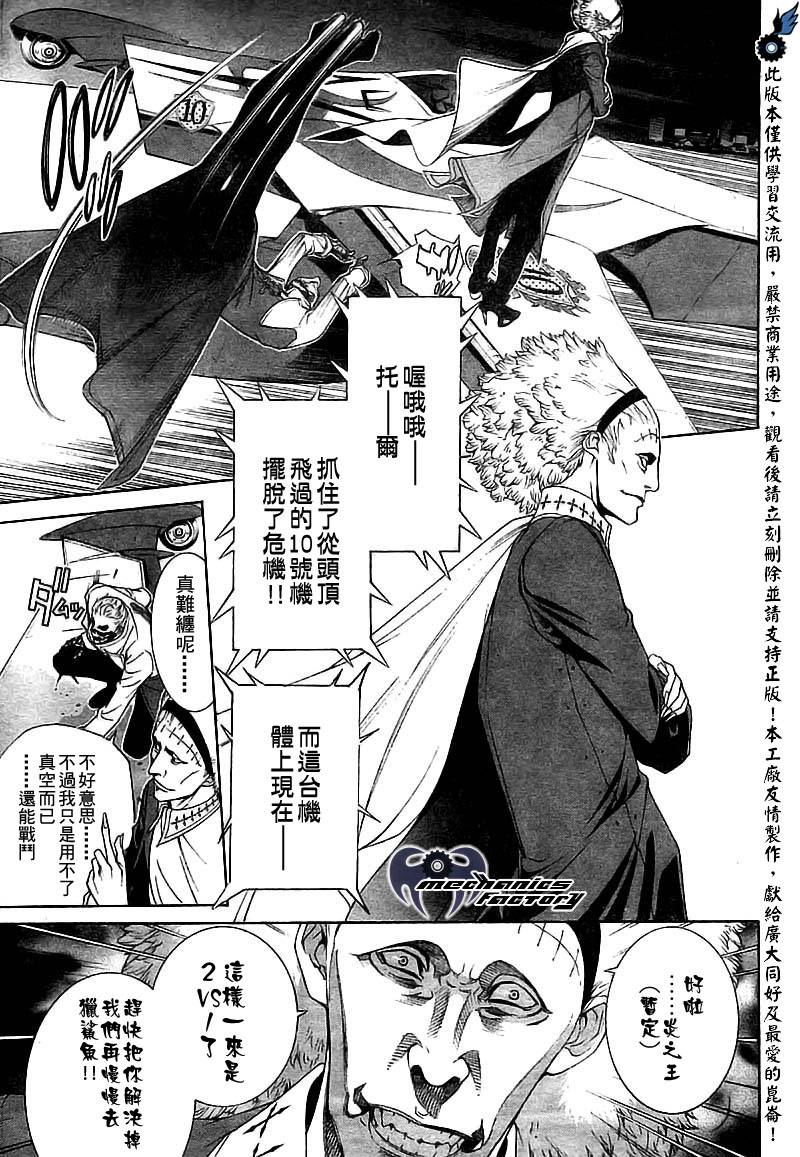 此版本僅供學習交流用，嚴禁商業用途，觀看後請立刻刪除並請支持正版！本工廠友情製作，獻給廣大同好及最愛的崑崙！
10
喔哦哦─
托──爾
抓住了從頭頂
飛過的10號機
擺脫了危機!!
而這台機
體上現在─
真難纏呢……
ダムッ
不好意思……
不過我只是用不了
真空而已
……還能戰鬥
mechanics
factory
好啦
……炎之王
（暫定）
這樣一來是
2VS1了
趕快把你解決掉
我們再慢慢去
獵鯊魚!!